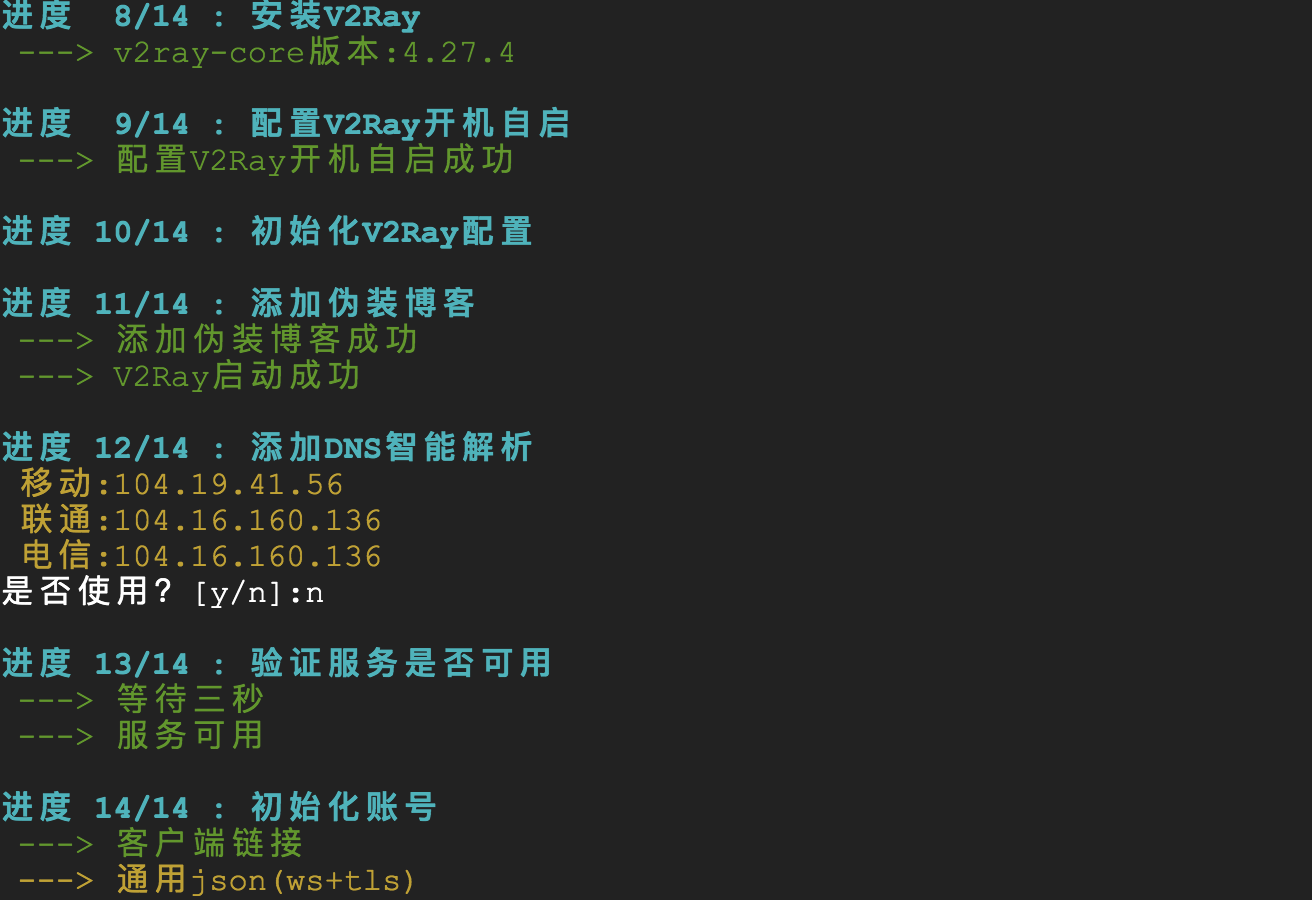 进度  8/14 : 安装V2Ray
 ---> v2ray-core版本:4.27.4
进度  9/14 : 配置V2Ray开机自启
 ---> 配置V2Ray开机自启成功
进度 10/14 : 初始化V2Ray配置
进度 11/14 : 添加伪装博客
 ---> 添加伪装博客成功
 ---> V2Ray启动成功
进度 12/14 : 添加DNS智能解析
 移动:104.19.41.56
 联通:104.16.160.136
 电信:104.16.160.136
是否使用? [y/n]:n
进度 13/14 : 验证服务是否可用
 ---> 等待三秒
 ---> 服务可用
进度 14/14 : 初始化账号
 ---> 客户端链接
 ---> 通用json(ws+tls)